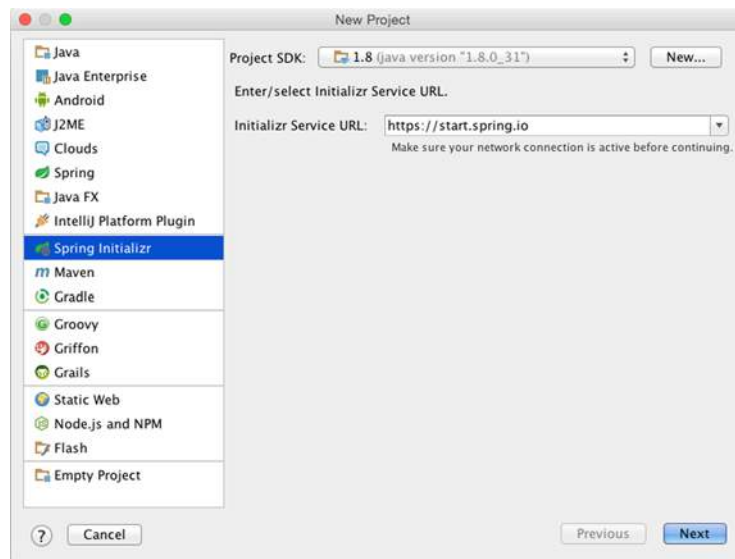 New Project
Java
Java Enterprise
Android
J2ME
Clouds
Spring
Java FX
IntelliJ Platform Plugin
Spring Initializr
Maven
Gradle
Groovy
Griffon
Grails
Static Web
Node.js and NPM
Flash
Empty Project
Project SDK: 1.8 (java version "1.8.0_31") New...
Enter/select Initializr Service URL.
Initializr Service URL: https://start.spring.io
Make sure your network connection is active before continuing.
? Cancel Previous Next